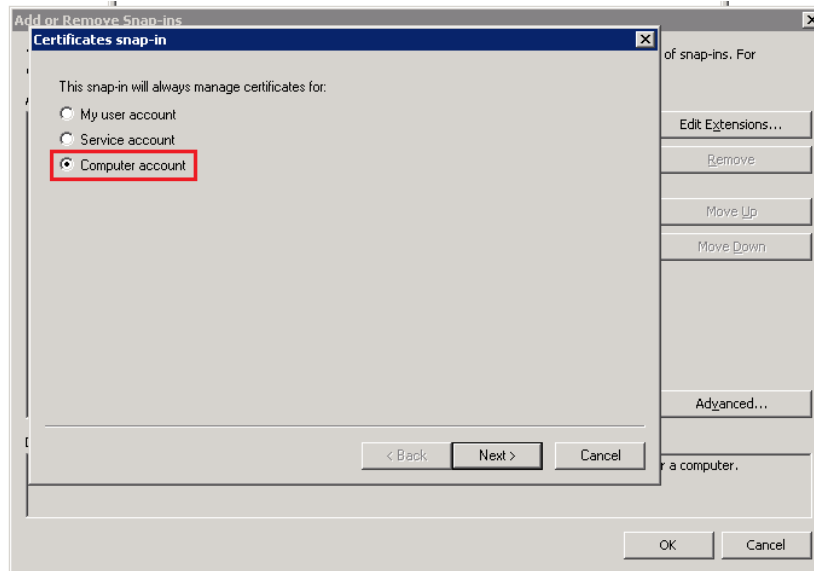 Add or Remove Snap-ins
Certificates snap-in
of snap-ins. For
This snap-in will always manage certificates for:
My user account
Service account
Computer account
Edit Extensions...
Remove
Move Up
Move Down
Advanced...
< Back
Next >
Cancel
r a computer.
OK
Cancel